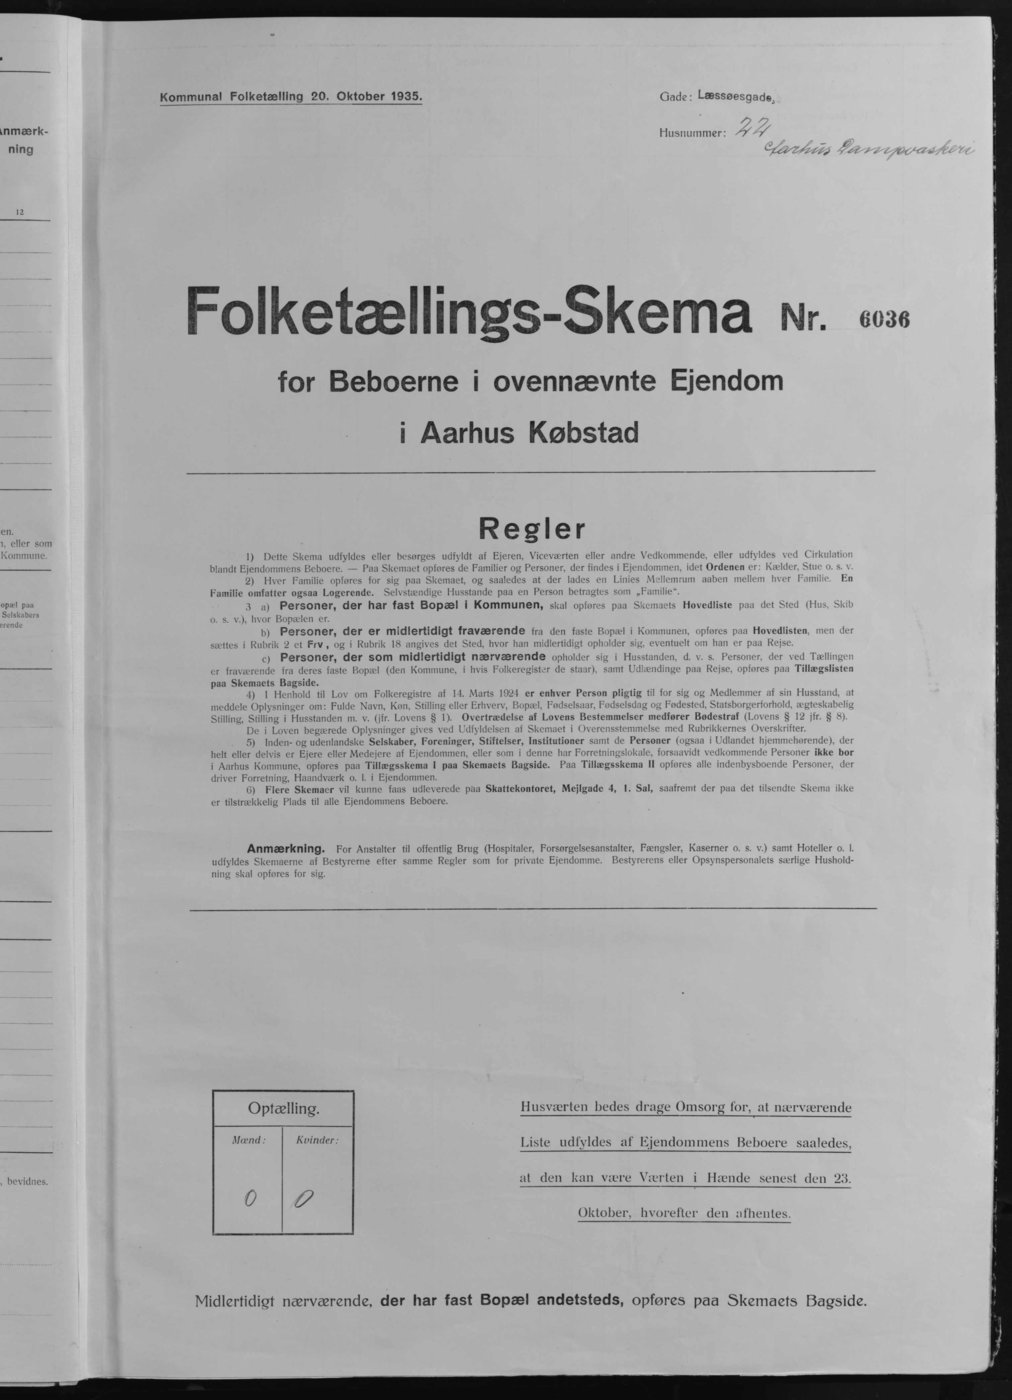 nmærk-
ning
12
en.
, eller som
Kommune.
opæl paa
Selskabers
erende
, bevidnes.
Kommunal Folketælling 20. Oktober 1935.
Gade: Læssøesgade,
Husnummer: 22
Aarhus Dampvaskeri
Folketællings-Skema Nr. 6036
for Beboerne i ovennævnte Ejendom
i Aarhus Købstad
Regler
1) Dette Skema udfyldes eller besørges udfyldt af Ejeren, Viceværten eller andre Vedkommende, eller udfyldes ved Cirkulation
blandt Ejendommens Beboere. — Paa Skemaet opføres de Familier og Personer, der findes i Ejendommen, idet Ordenen er: Kælder, Stue o. s. v.
2) Hver Familie opføres for sig paa Skemaet, og saaledes at der lades en Linies Mellemrum aaben mellem hver Familie. En
Familie omfatter ogsaa Logerende. Selvstændige Husstande paa en Person betragtes som „Familie“.
3 a) Personer, der har fast Bopæl i Kommunen, skal opføres paa Skemaets Hovedliste paa det Sted (Hus, Skib
o. s. v.), hvor Bopælen er.
b) Personer, der er midlertidigt fraværende fra den faste Bopæl i Kommunen, opføres paa Hovedlisten, men der
sættes i Rubrik 2 et Frv, og i Rubrik 18 angives det Sted, hvor han midlertidigt opholder sig, eventuelt om han er paa Rejse.
c) Personer, der som midlertidigt nærværende opholder sig i Husstanden, d. v. s. Personer, der ved Tællingen
er fraværende fra deres faste Bopæl (den Kommune, i hvis Folkeregister de staar), samt Udlændinge paa Rejse, opføres paa Tillægslisten
paa Skemaets Bagside.
4) I Henhold til Lov om Folkeregistre af 14. Marts 1924 er enhver Person pligtig til for sig og Medlemmer af sin Husstand, at
meddele Oplysninger om: Fulde Navn, Køn, Stilling eller Erhverv, Bopæl, Fødselsaar, Fødselsdag og Fødested, Statsborgerforhold, ægteskabelig
Stilling, Stilling i Husstanden m. v. (jfr. Lovens § 1). Overtrædelse af Lovens Bestemmelser medfører Bødestraf (Lovens § 12 jfr. § 8).
De i Loven begærede Oplysninger gives ved Udfyldelsen af Skemaet i Overensstemmelse med Rubrikkernes Overskrifter.
5) Inden- og udenlandske Selskaber, Foreninger, Stiftelser, Institutioner samt de Personer (ogsaa i Udlandet hjemmehørende), der
helt eller delvis er Ejere eller Medejere af Ejendommen, eller som i denne har Forretningslokale, forsaavidt vedkommende Personer ikke bor
i Aarhus Kommune, opføres paa Tillægsskema I paa Skemaets Bagside. Paa Tillægsskema II opføres alle indenbysboende Personer, der
driver Forretning, Haandværk o. l. i Ejendommen.
6) Flere Skemaer vil kunne faas udleverede paa Skattekontoret, Mejlgade 4, 1. Sal, saafremt der paa det tilsendte Skema ikke
er tilstrækkelig Plads til alle Ejendommens Beboere.
Anmærkning. For Anstalter til offentlig Brug (Hospitaler, Forsørgelsesanstalter, Fængsler, Kaserner o. s. v.) samt Hoteller o. l.
udfyldes Skemaerne af Bestyrerne efter samme Regler som for private Ejendomme. Bestyrerens eller Opsynspersonalets særlige Hushold-
ning skal opføres for sig.
Optælling.
Mænd: Kvinder:
0 0
Husværten bedes drage Omsorg for, at nærværende
Liste udfyldes af Ejendommens Beboere saaledes,
at den kan være Værten i Hænde senest den 23.
Oktober, hvorefter den afhentes.
Midlertidigt nærværende, der har fast Bopæl andetsteds, opføres paa Skemaets Bagside.